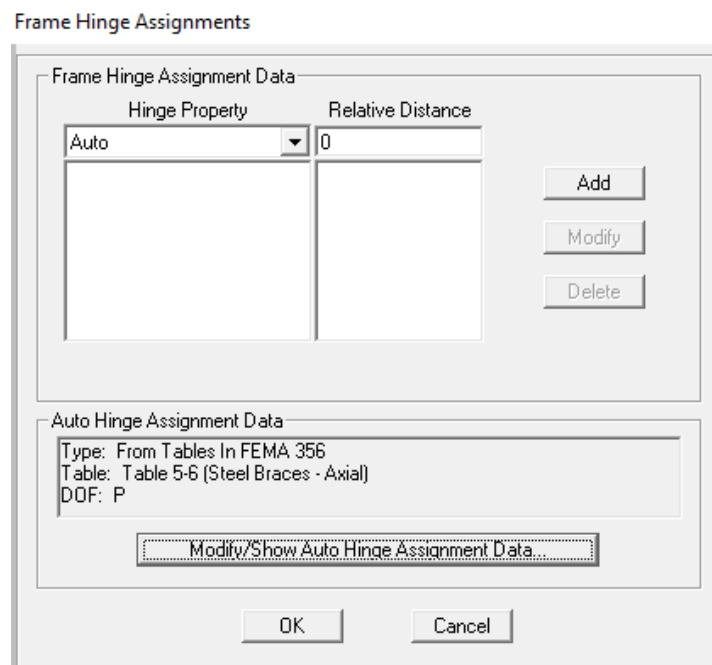 Frame Hinge Assignments
Frame Hinge Assignment Data
Hinge Property Relative Distance
Auto 0
Add
Modify
Delete
Auto Hinge Assignment Data
Type: From Tables In FEMA 356
Table: Table 5-6 (Steel Braces - Axial)
DOF: P
Modify/Show Auto Hinge Assignment Data...
OK Cancel